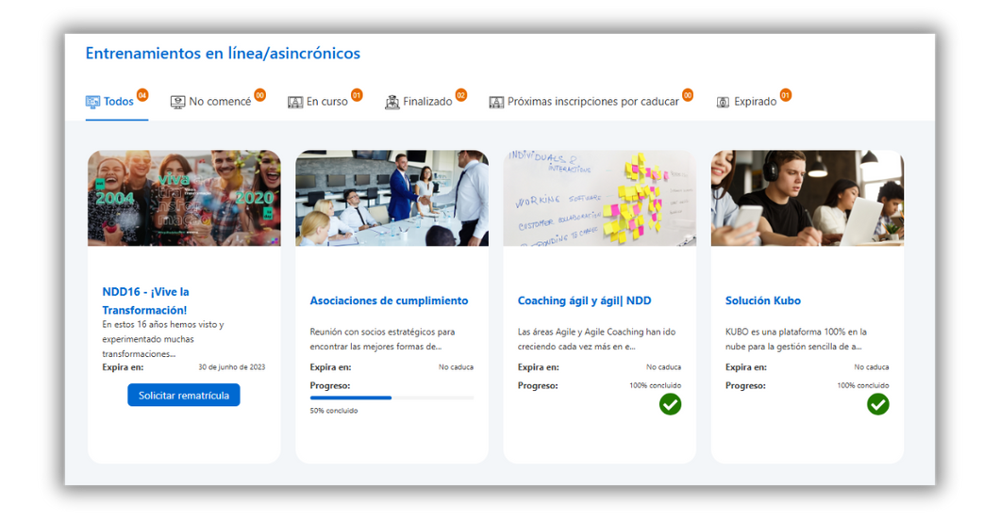 Entrenamientos en línea/asincrónicos
Todos 04 No comencé 00 En curso 01 Finalizado 02 Próximas inscripciones por caducar 00 Expirado 01
viva
2004
trans
nsfor
2020
INDIVIDUALS &
INTERACTIONS
WORKING SOFTWARE
CUSTOMER COLLABORATION
RESPONDING TO CHANGE
NDD16 - ¡Vive la
Transformación!
En estos 16 años hemos visto y
experimentado muchas
transformaciones...
Expira en: 30 de junho de 2023
Solicitar rematrícula
Asociaciones de cumplimiento
Reunión con socios estratégicos para
encontrar las mejores formas de...
Expira en: No caduca
Progreso:
50% concluido
Coaching ágil y ágil| NDD
Las áreas Agile y Agile Coaching han ido
creciendo cada vez más en e...
Expira en: No caduca
Progreso: 100% concluido
Solución Kubo
KUBO es una plataforma 100% en la
nube para la gestión sencilla de a...
Expira en: No caduca
Progreso: 100% concluido